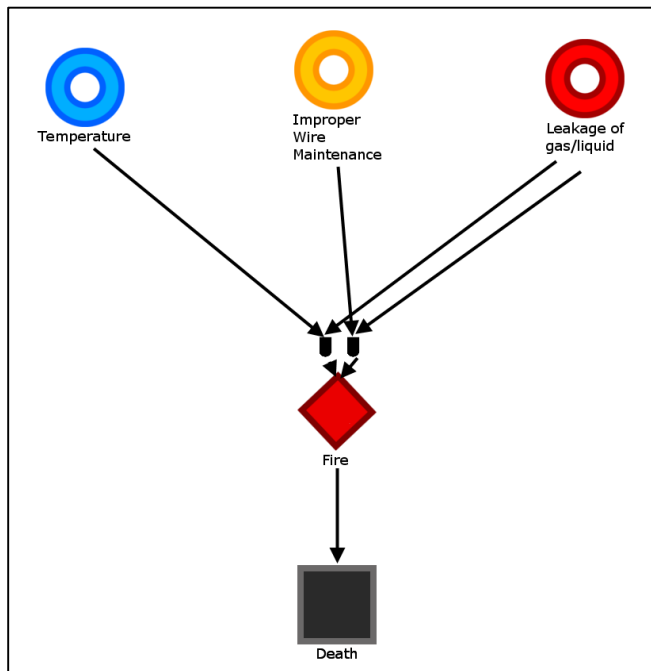 Temperature
Improper
Wire
Maintenance
Leakage of
gas/liquid
Fire
Death